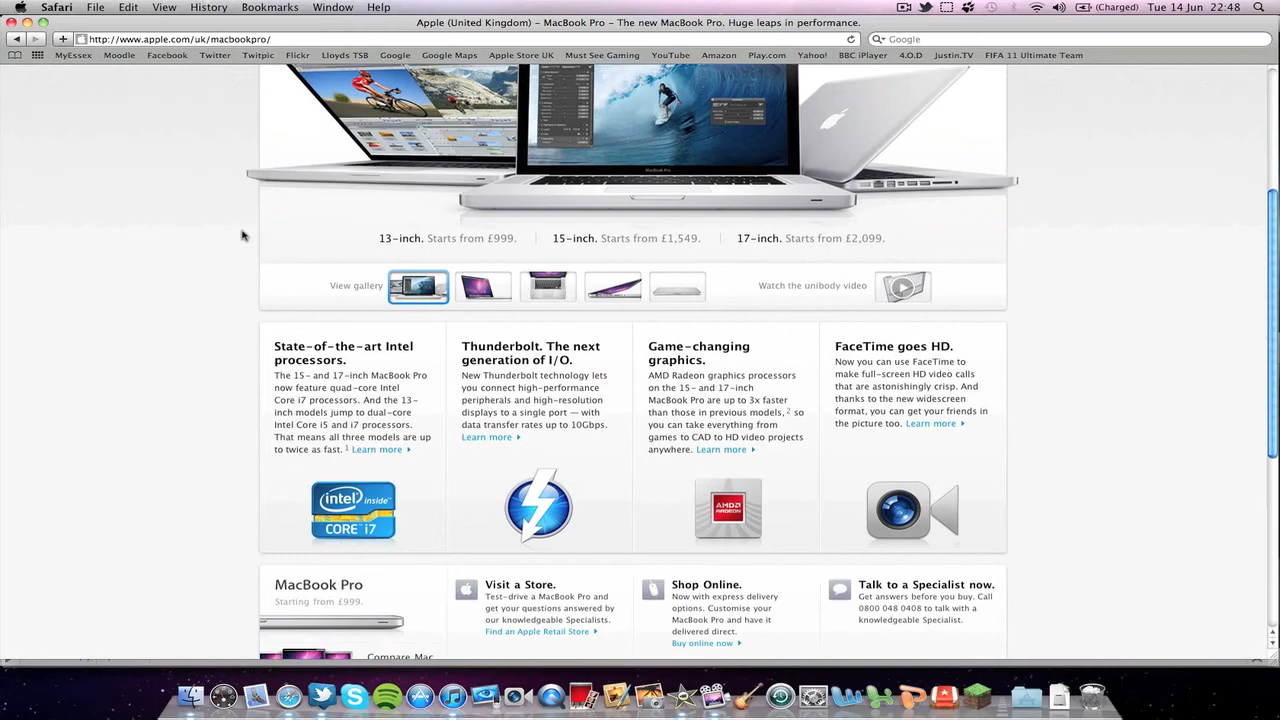 Safari File Edit View History Bookmarks Window Help (Charged) Tue 14 Jun 22:48
Apple (United Kingdom) – MacBook Pro – The new MacBook Pro. Huge leaps in performance.
http://www.apple.com/uk/macbookpro/ Google
MyEssex Moodle Facebook Twitter Twitpic Flickr Lloyds TSB Google Google Maps Apple Store UK Must See Gaming YouTube Amazon Play.com Yahoo! BBC iPlayer 4.O.D Justin.TV FIFA 11 Ultimate Team
MacBook Pro
13-inch. Starts from £999. 15-inch. Starts from £1,549. 17-inch. Starts from £2,099.
View gallery Watch the unibody video
State-of-the-art Intel
processors.
The 15- and 17-inch MacBook Pro
now feature quad-core Intel
Core i7 processors. And the 13-
inch models jump to dual-core
Intel Core i5 and i7 processors.
That means all three models are up
to twice as fast. 1 Learn more
intel inside™
CORE™ i7
Thunderbolt. The next
generation of I/O.
New Thunderbolt technology lets
you connect high-performance
peripherals and high-resolution
displays to a single port — with
data transfer rates up to 10Gbps.
Learn more
Game-changing
graphics.
AMD Radeon graphics processors
on the 15- and 17-inch
MacBook Pro are up to 3x faster
than those in previous models, 2 so
you can take everything from
games to CAD to HD video projects
anywhere. Learn more
AMD
RADEON
FaceTime goes HD.
Now you can use FaceTime to
make full-screen HD video calls
that are astonishingly crisp. And
thanks to the new widescreen
format, you can get your friends in
the picture too. Learn more
MacBook Pro
Starting from £999.
Compare Mac
Visit a Store.
Test-drive a MacBook Pro and
get your questions answered by
our knowledgeable Specialists.
Find an Apple Retail Store
Shop Online.
Now with express delivery
options. Customise your
MacBook Pro and have it
delivered direct.
Buy online now
Talk to a Specialist now.
Get answers before you buy. Call
0800 048 0408 to talk with a
knowledgeable Specialist.